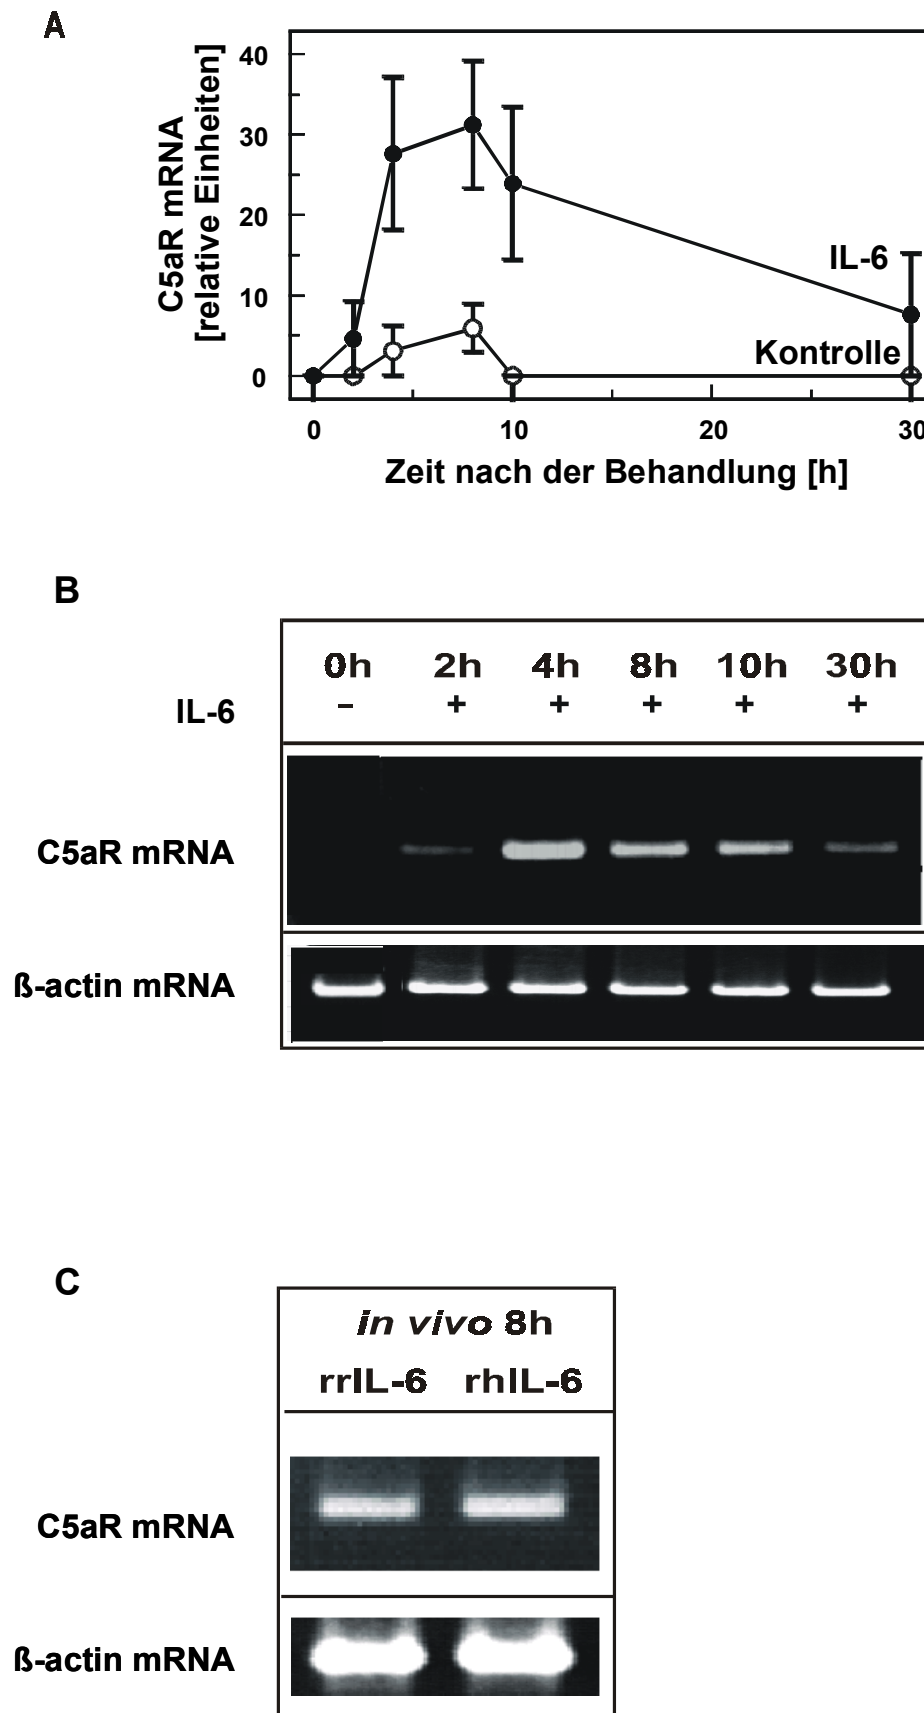 A
C5aR mRNA
[relative Einheiten]
40
30
20
10
0
IL-6
Kontrolle
0 10 20 30
Zeit nach der Behandlung [h]
B
0h 2h 4h 8h 10h 30h
IL-6 – + + + + +
C5aR mRNA
ß-actin mRNA
C
in vivo 8h
rrIL-6 rhIL-6
C5aR mRNA
ß-actin mRNA